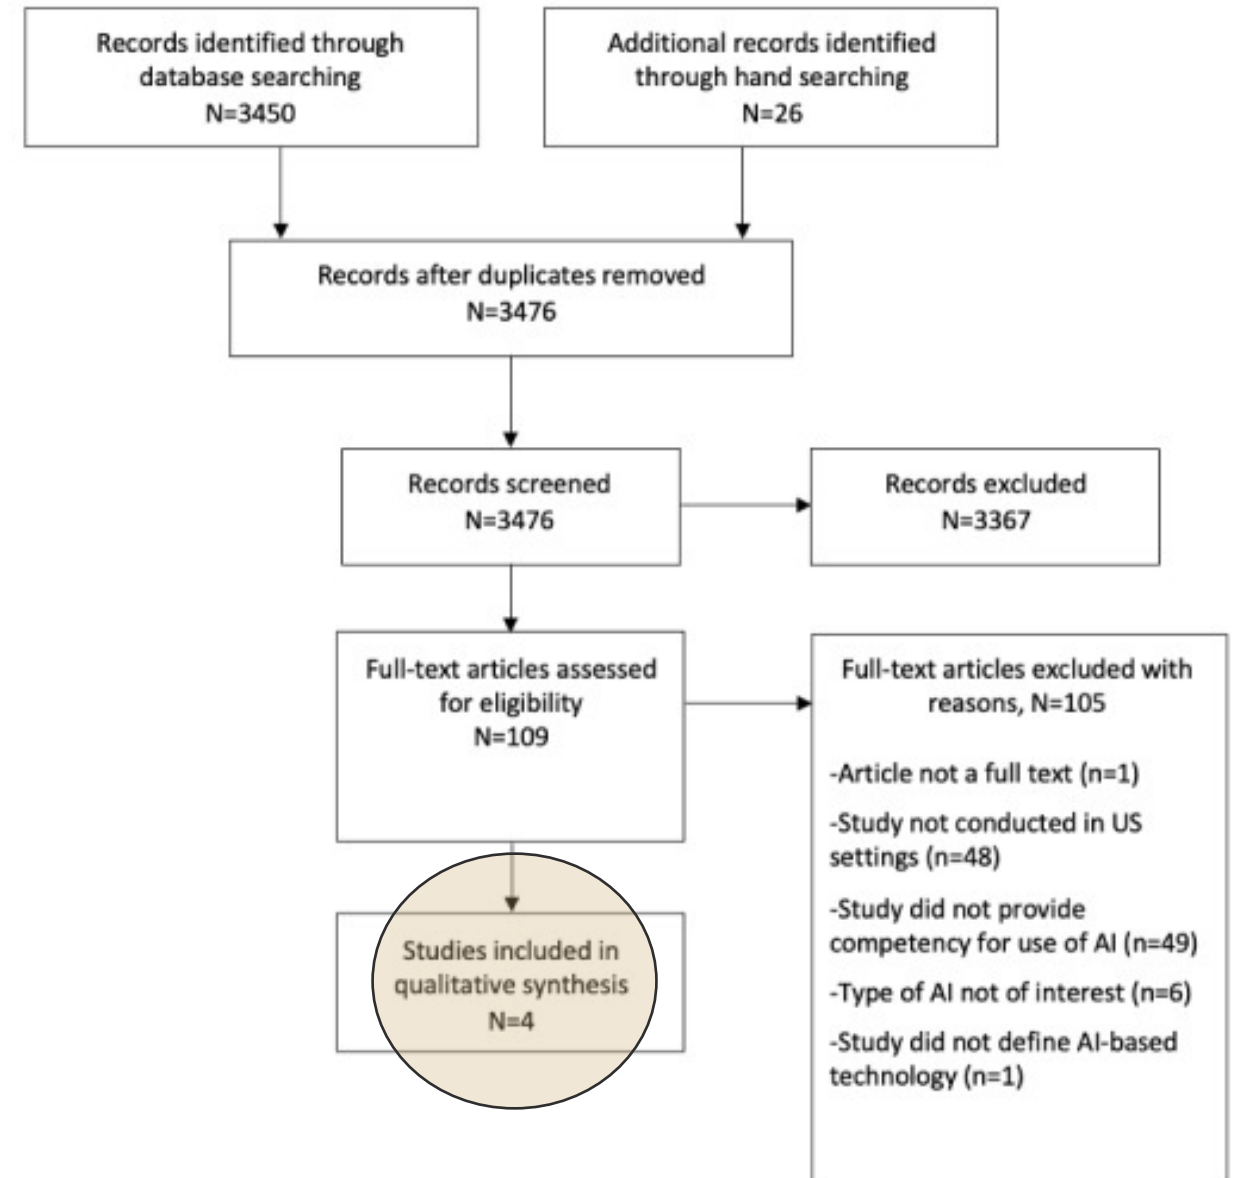 Records identified through
database searching
N=3450
Additional records identified
through hand searching
N=26
Records after duplicates removed
N=3476
Records screened
N=3476
Records excluded
N=3367
Full-text articles assessed
for eligibility
N=109
Full-text articles excluded with
reasons, N=105
-Article not a full text (n=1)
-Study not conducted in US
settings (n=48)
-Study did not provide
competency for use of AI (n=49)
-Type of AI not of interest (n=6)
-Study did not define AI-based
technology (n=1)
Studies included in
qualitative synthesis
N=4